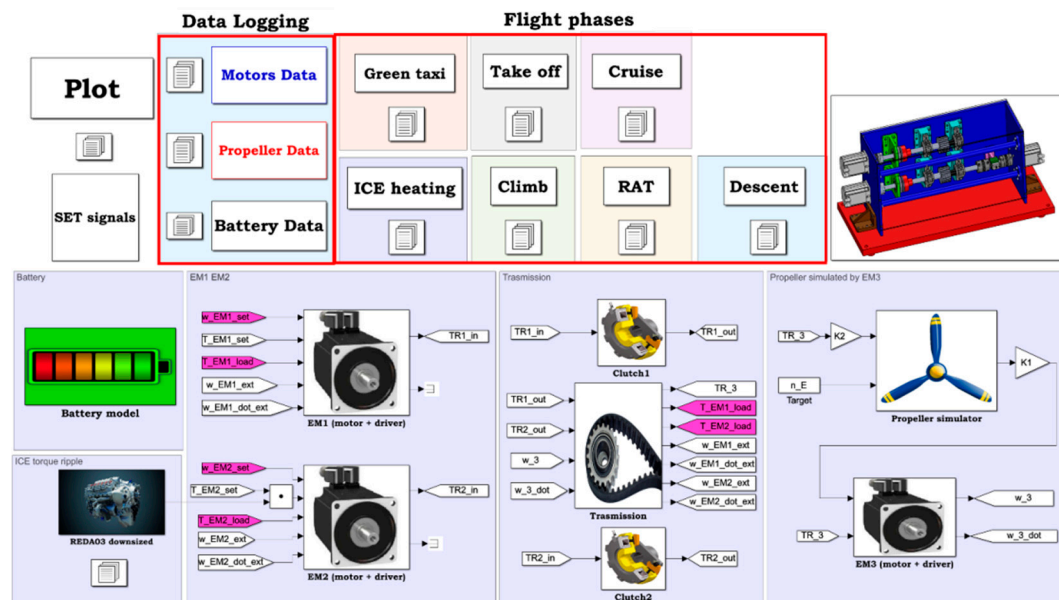 Data Logging
Flight phases
Plot
SET signals
Motors Data
Propeller Data
Battery Data
Green taxi
Take off
Cruise
ICE heating
Climb
RAT
Descent
Battery
Battery model
ICE torque ripple
REDA03 downsized
EM1 EM2
w_EM1_set
T_EM1_set
T_EM1_load
w_EM1_ext
w_EM1_dot_ext
TR1_in
EM1 (motor + driver)
w_EM2_set
T_EM2_set
T_EM2_load
w_EM2_ext
w_EM2_dot_ext
TR2_in
EM2 (motor + driver)
Trasmission
TR1_in
TR1_out
Clutch1
TR1_out
TR2_out
w_3
w_3_dot
TR_3
T_EM1_load
T_EM2_load
w_EM1_ext
w_EM1_dot_ext
w_EM2_ext
w_EM2_dot_ext
Trasmission
TR2_in
TR2_out
Clutch2
Propeller simulated by EM3
TR_3
K2
n_E
Target
K1
Propeller simulator
TR_3
w_3
w_3_dot
EM3 (motor + driver)